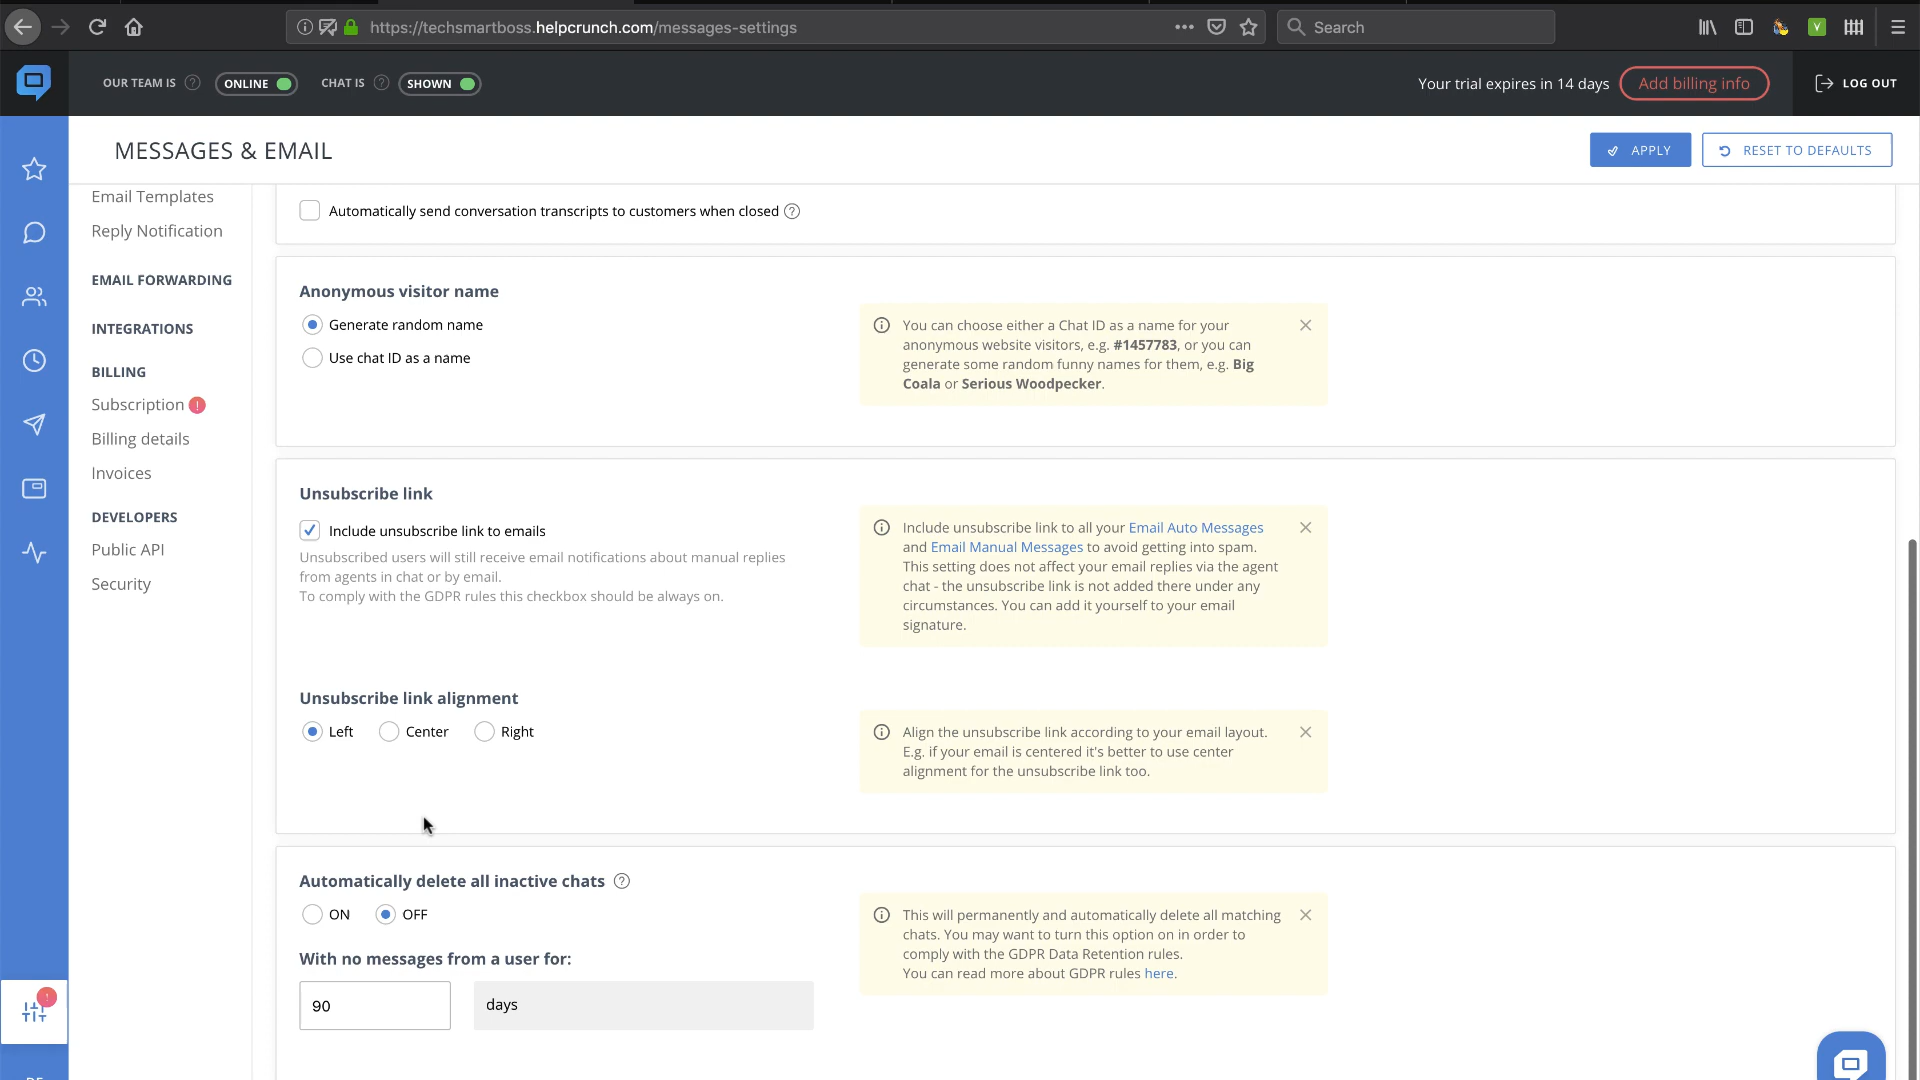 https://techsmartboss.helpcrunch.com/messages-settings
Search
OUR TEAM IS ? ONLINE CHAT IS ? SHOWN
Your trial expires in 14 days Add billing info LOG OUT
MESSAGES & EMAIL
APPLY RESET TO DEFAULTS
Email Templates
Reply Notification
EMAIL FORWARDING
INTEGRATIONS
BILLING
Subscription !
Billing details
Invoices
DEVELOPERS
Public API
Security
Automatically send conversation transcripts to customers when closed ?
Anonymous visitor name
Generate random name
Use chat ID as a name
You can choose either a Chat ID as a name for your
anonymous website visitors, e.g. #1457783, or you can
generate some random funny names for them, e.g. Big
Coala or Serious Woodpecker.
Unsubscribe link
Include unsubscribe link to emails
Unsubscribed users will still receive email notifications about manual replies
from agents in chat or by email.
To comply with the GDPR rules this checkbox should be always on.
Include unsubscribe link to all your Email Auto Messages
and Email Manual Messages to avoid getting into spam.
This setting does not affect your email replies via the agent
chat - the unsubscribe link is not added there under any
circumstances. You can add it yourself to your email
signature.
Unsubscribe link alignment
Left Center Right
Align the unsubscribe link according to your email layout.
E.g. if your email is centered it's better to use center
alignment for the unsubscribe link too.
Automatically delete all inactive chats ?
ON OFF
With no messages from a user for:
90 days
This will permanently and automatically delete all matching
chats. You may want to turn this option on in order to
comply with the GDPR Data Retention rules.
You can read more about GDPR rules here.